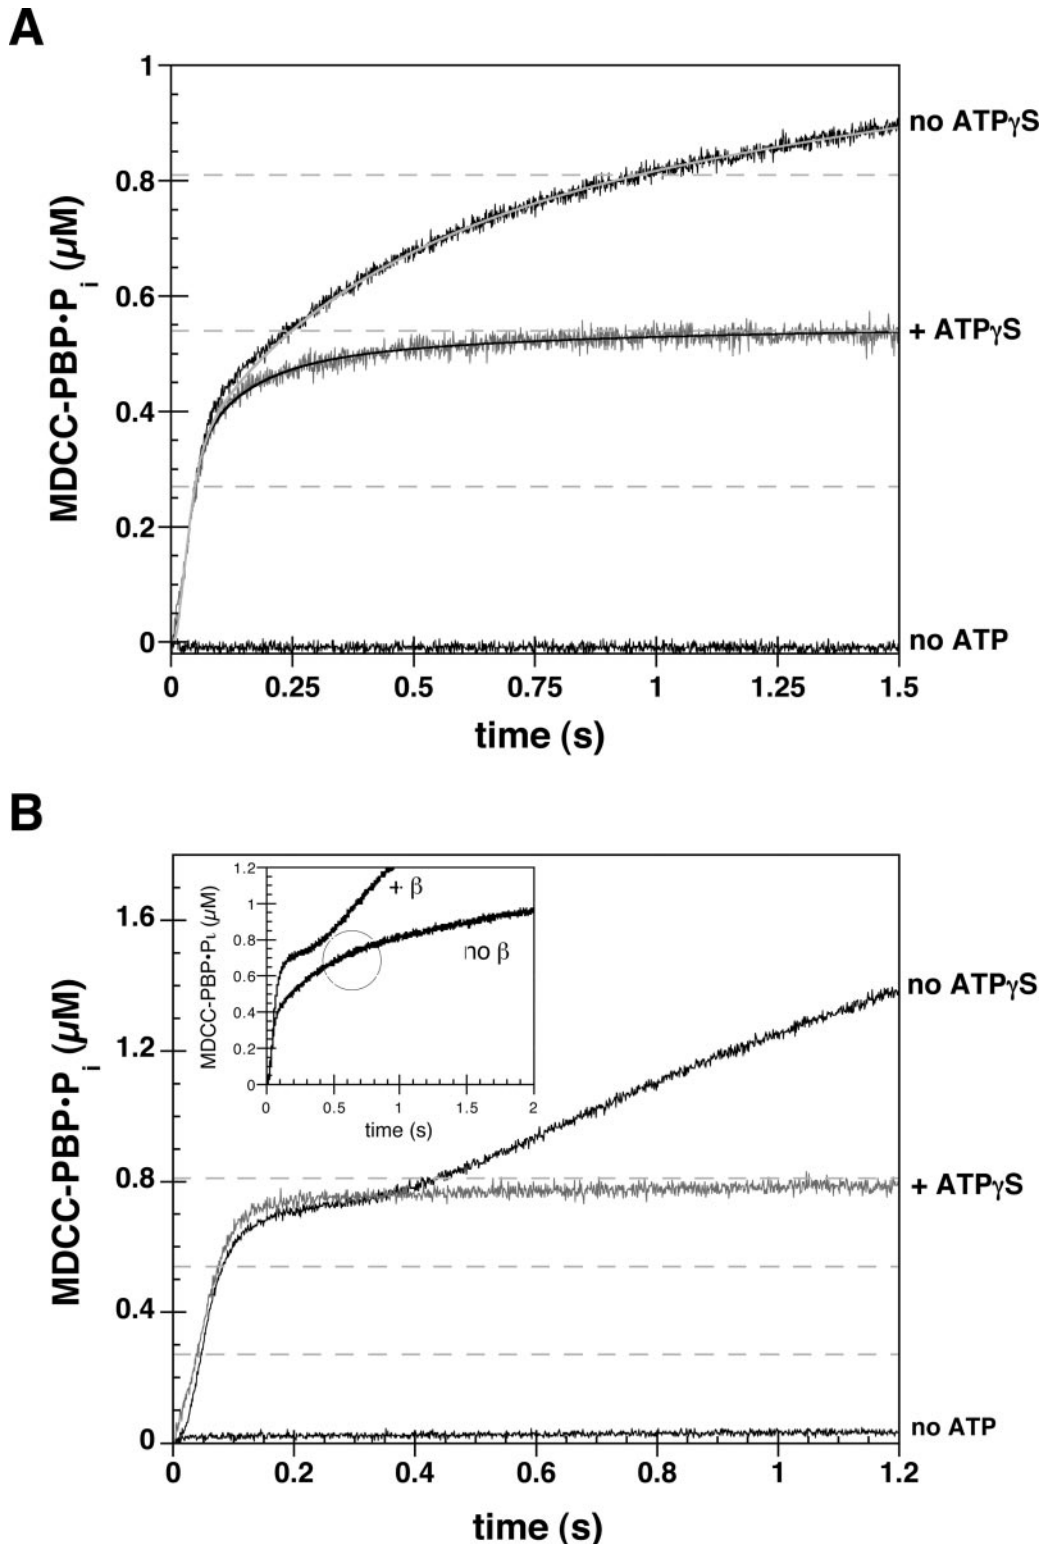 A
1
0.8
0.6
0.4
0.2
0
MDCC-PBP•Pi (µM)
no ATPγS
+ ATPγS
no ATP
0 0.25 0.5 0.75 1 1.25 1.5
time (s)
B
1.6
1.2
0.8
0.4
0
MDCC-PBP•Pi (µM)
1.2
1
0.8
0.6
0.4
0.2
0
MDCC-PBP•Pι (µM)
+ β
no β
0 0.5 1 1.5 2
time (s)
no ATPγS
+ ATPγS
no ATP
0 0.2 0.4 0.6 0.8 1 1.2
time (s)